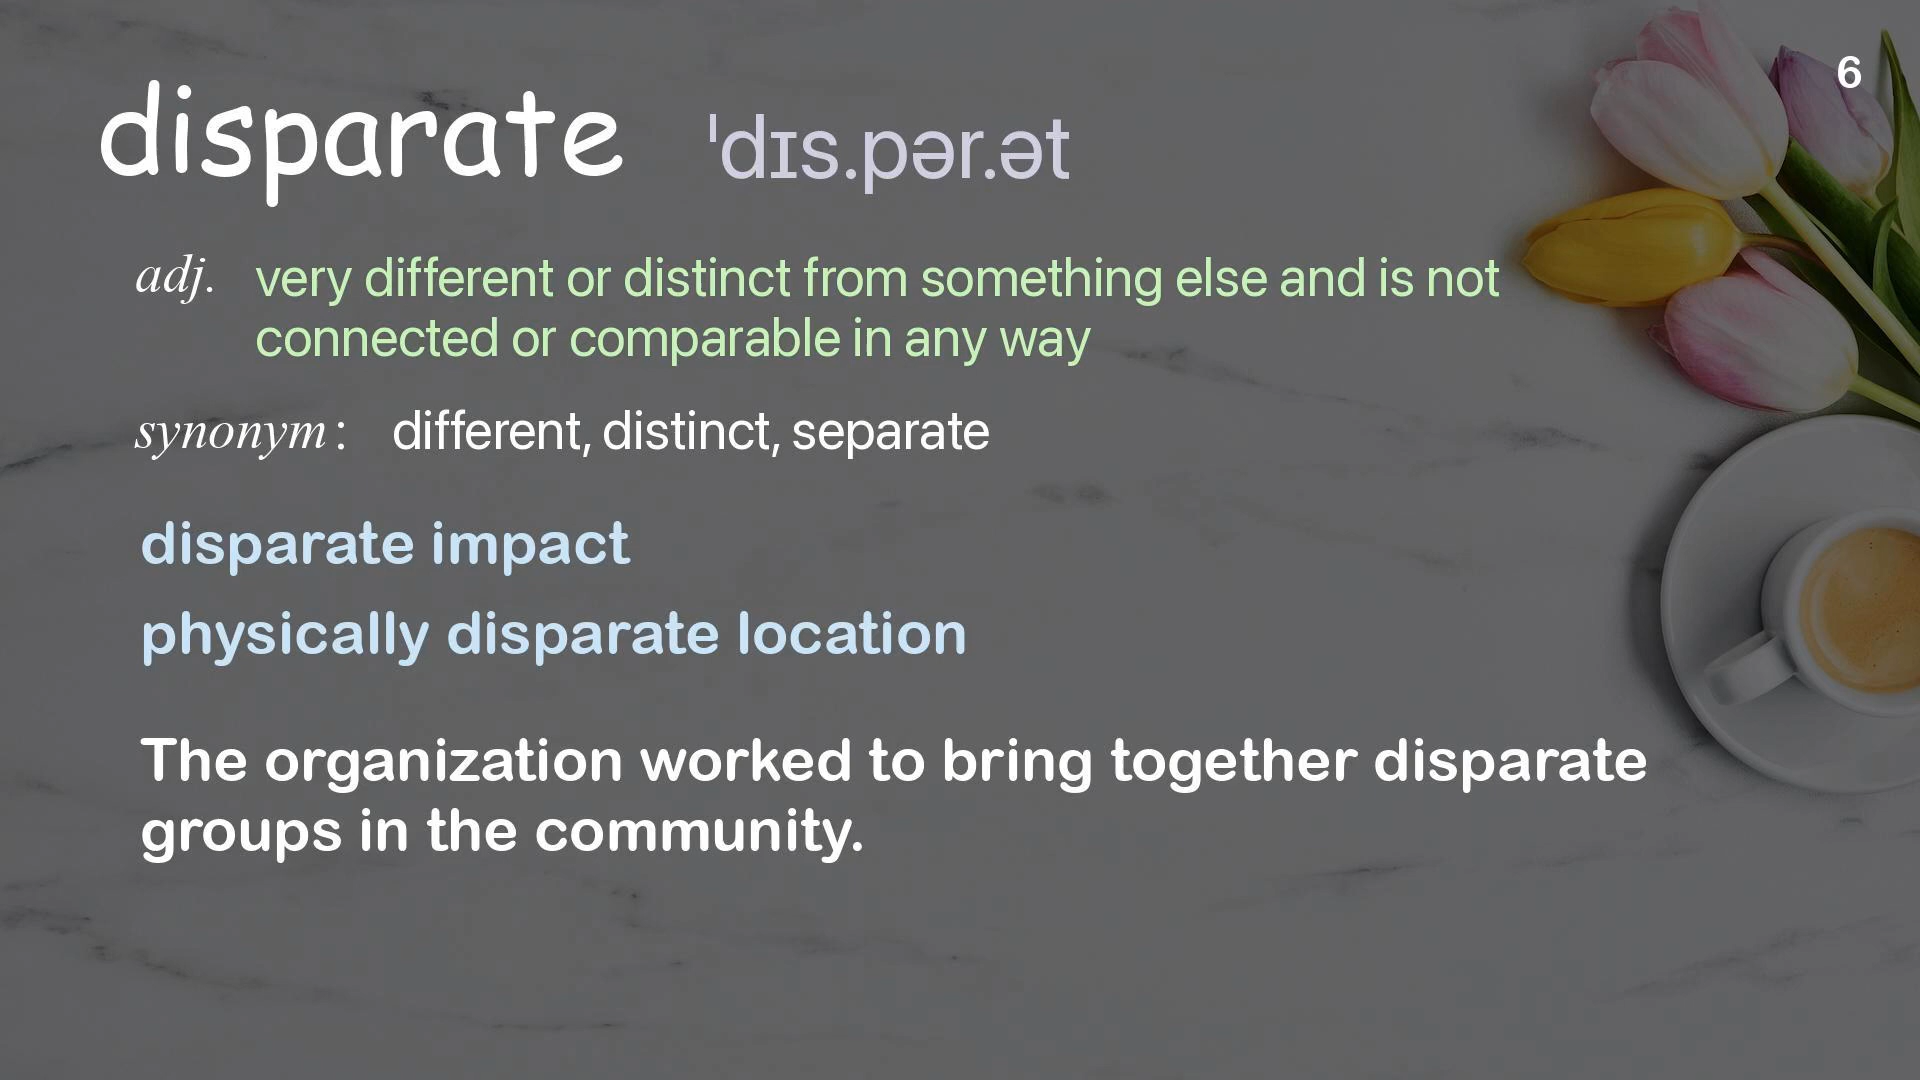 6
disparate ˈdɪs.pər.ət
adj. very different or distinct from something else and is not
connected or comparable in any way
synonym: different, distinct, separate
disparate impact
physically disparate location
The organization worked to bring together disparate
groups in the community.